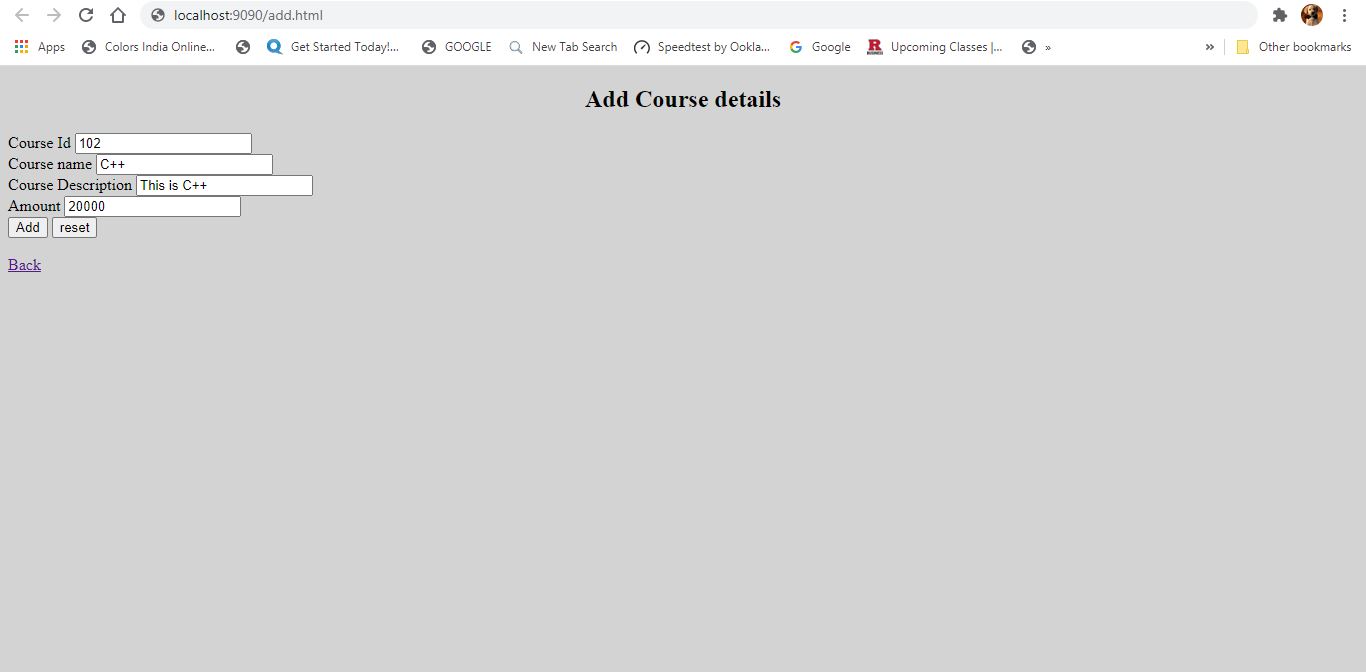 localhost:9090/add.html
Apps Colors India Online... Get Started Today!... GOOGLE New Tab Search Speedtest by Ookla... Google Upcoming Classes |... » » Other bookmarks
Add Course details
Course Id 102
Course name C++
Course Description This is C++
Amount 20000
Add reset
Back